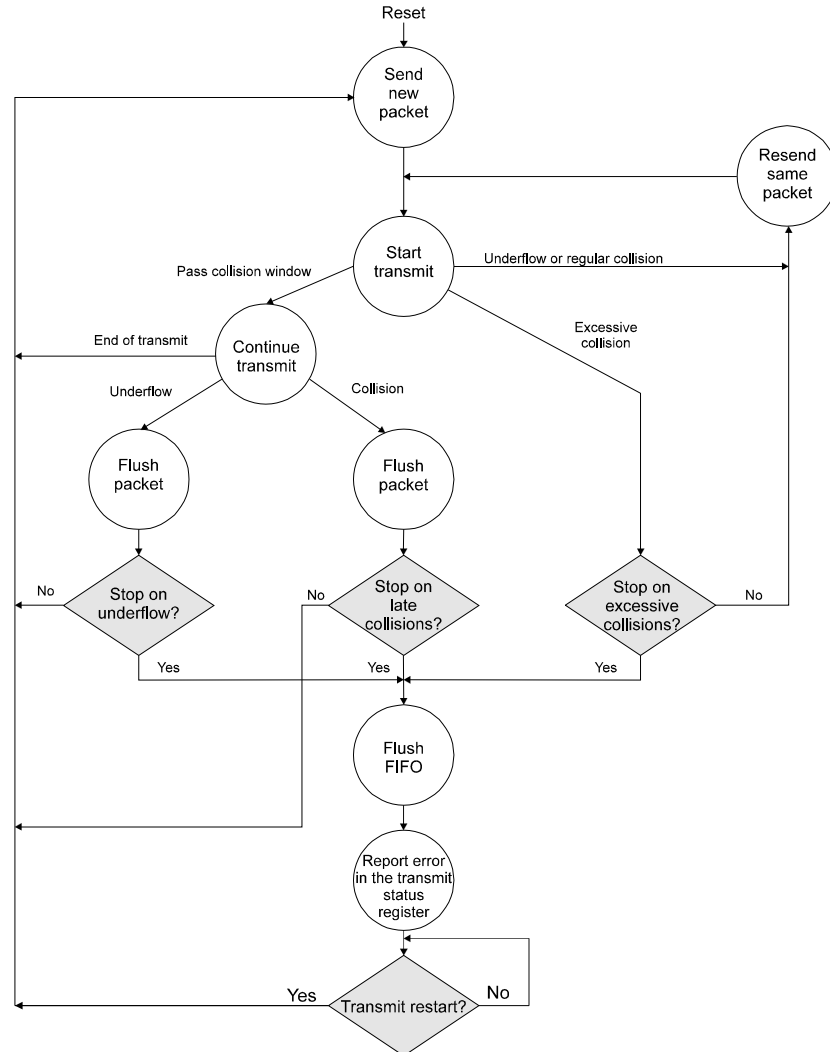 Reset
Send
new
packet
Resend
same
packet
Start
transmit
Pass collision window
Underflow or regular collision
End of transmit
Continue
transmit
Excessive
collision
Underflow
Collision
Flush
packet
Flush
packet
No
Stop on
underflow?
No
Stop on
late
collisions?
Stop on
excessive
collisions?
No
Yes
Yes
Yes
Flush
FIFO
Report error
in the transmit
status
register
Yes
Transmit restart?
No